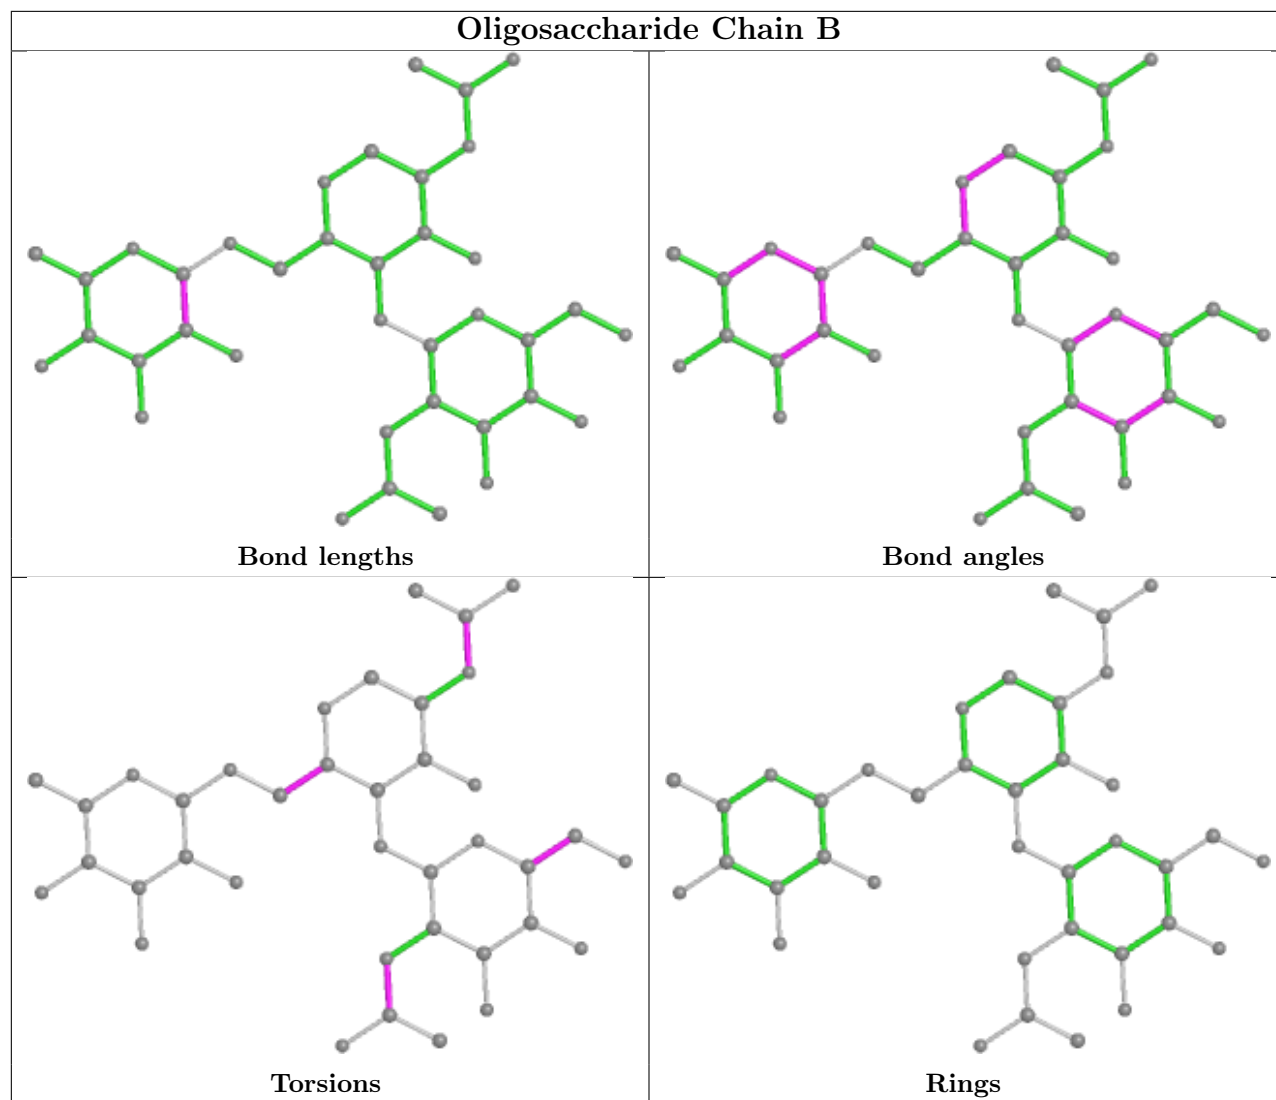 Oligosaccharide Chain B
Bond lengths
Bond angles
Torsions
Rings